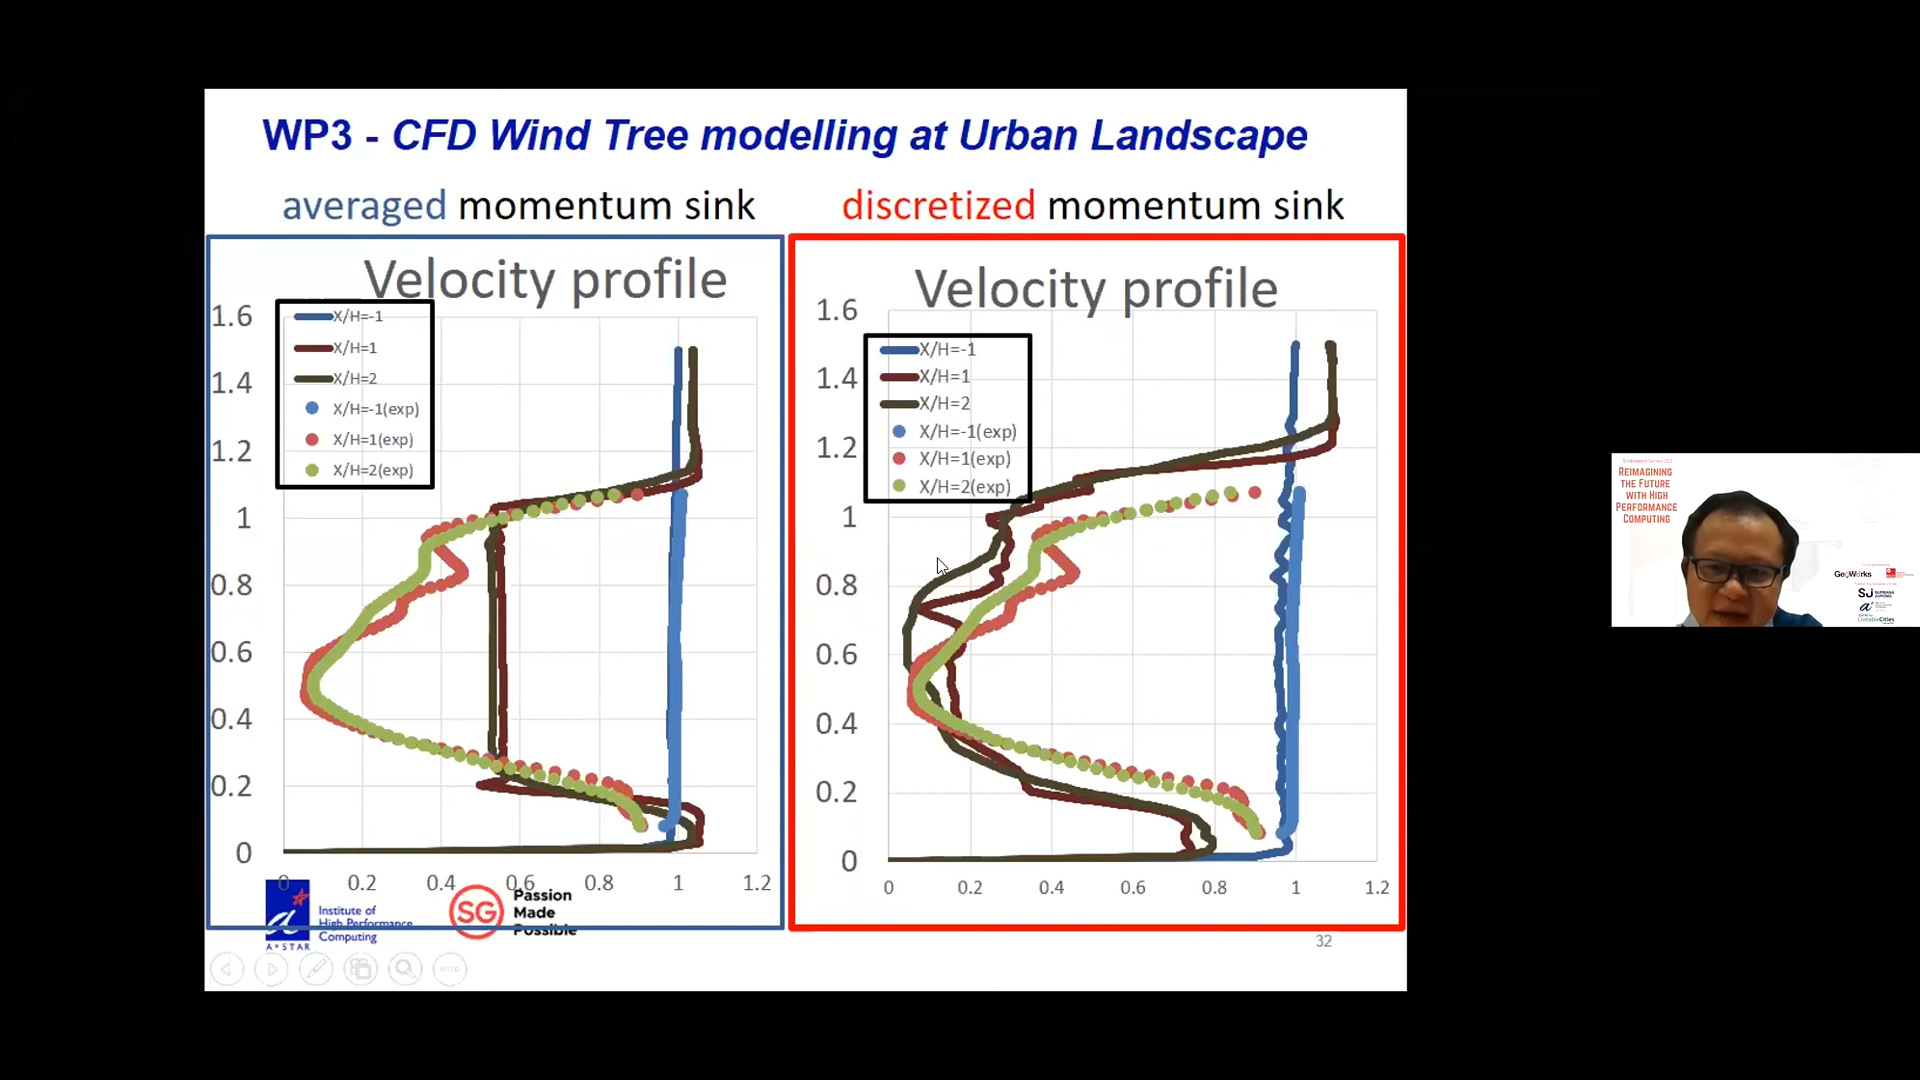 WP3 - CFD Wind Tree modelling at Urban Landscape
averaged momentum sink
discretized momentum sink
Velocity profile
X/H=-1
X/H=1
X/H=2
X/H=-1(exp)
X/H=1(exp)
X/H=2(exp)
1.6
1.4
1.2
1
0.8
0.6
0.4
0.2
0
0
0.2
0.4
0.6
0.8
1
1.2
Velocity profile
X/H=-1
X/H=1
X/H=2
X/H=-1(exp)
X/H=1(exp)
X/H=2(exp)
1.6
1.4
1.2
1
0.8
0.6
0.4
0.2
0
0
0.2
0.4
0.6
0.8
1
1.2
A*STAR
Institute of
High Performance
Computing
SG
Passion
Made
Possible
32
REIMAGINING
THE FUTURE
WITH HIGH
PERFORMANCE
COMPUTING
GeoWorks
SJ
LiveableCities